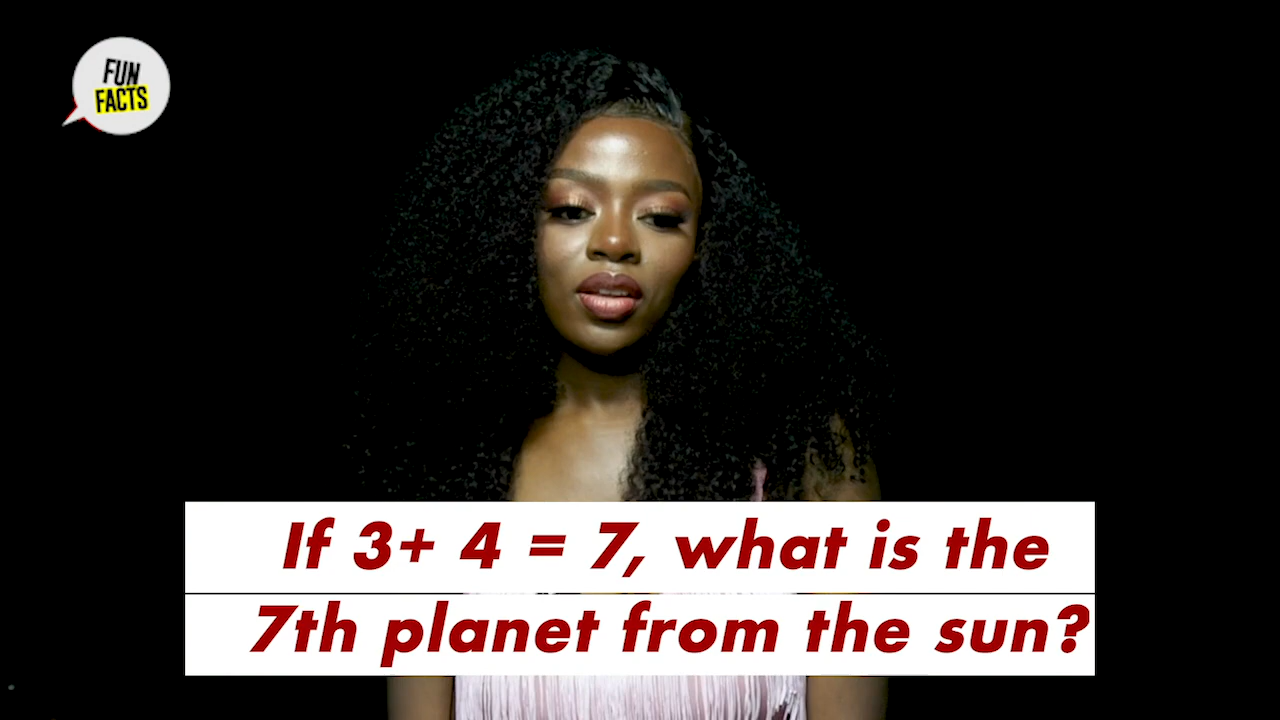 FUN
FACTS
If 3+ 4 = 7, what is the
7th planet from the sun?